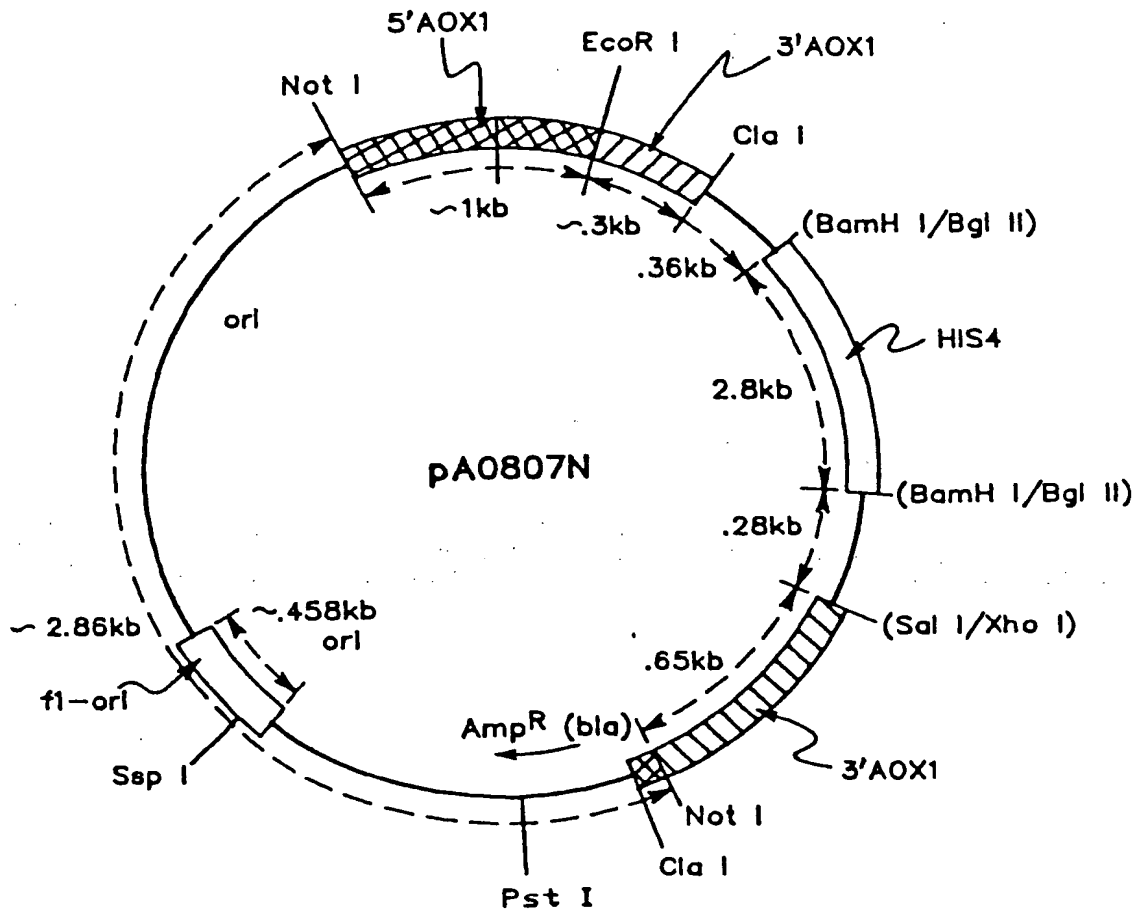 5'AOX1
EcoR I
3'AOX1
Not I
Cla I
~1kb
~.3kb
.36kb
(BamH I/Bgl II)
ori
HIS4
2.8kb
pA0807N
(BamH I/Bgl II)
.28kb
~.458kb
ori
~ 2.86kb
(Sal I/Xho I)
.65kb
f1-ori
AmpR (bla)
Ssp I
3'AOX1
Not I
Cla I
Pst I